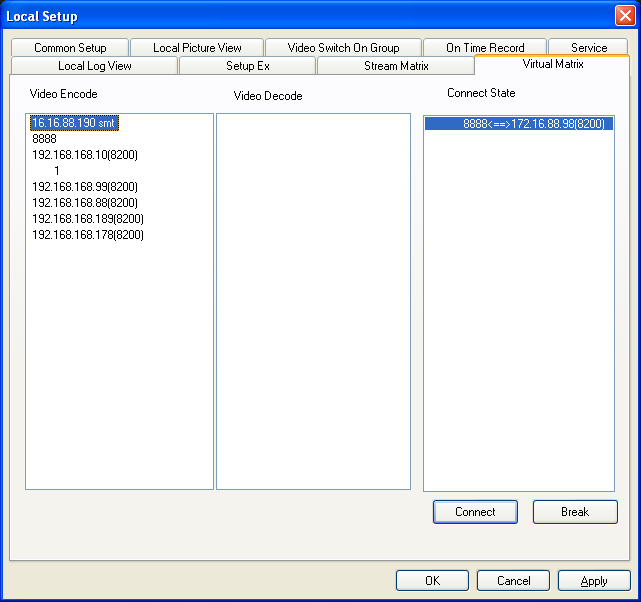 Local Setup
Common Setup
Local Picture View
Video Switch On Group
On Time Record
Service
Local Log View
Setup Ex
Stream Matrix
Virtual Matrix
Video Encode
Video Decode
Connect State
16.16.88.190 smt
8888
192.168.168.10(8200)
1
192.168.168.99(8200)
192.168.168.88(8200)
192.168.168.189(8200)
192.168.168.178(8200)
8888<==>172.16.88.98(8200)
Connect
Break
OK
Cancel
Apply